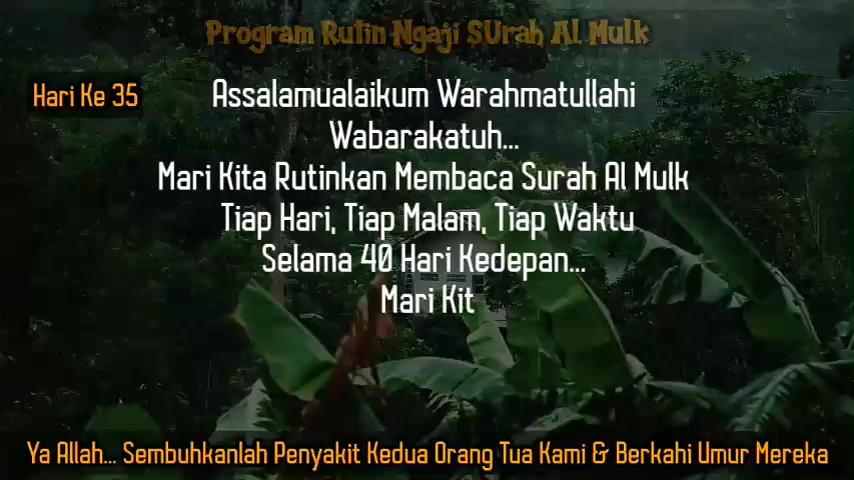 Program Rutin Ngaji SUrah Al Mulk
Hari Ke 35
Assalamualaikum Warahmatullahi
Wabarakatuh...
Mari Kita Rutinkan Membaca Surah Al Mulk
Tiap Hari, Tiap Malam, Tiap Waktu
Selama 40 Hari Kedepan...
Mari Kit
Ya Allah... Sembuhkanlah Penyakit Kedua Orang Tua Kami & Berkahi Umur Mereka